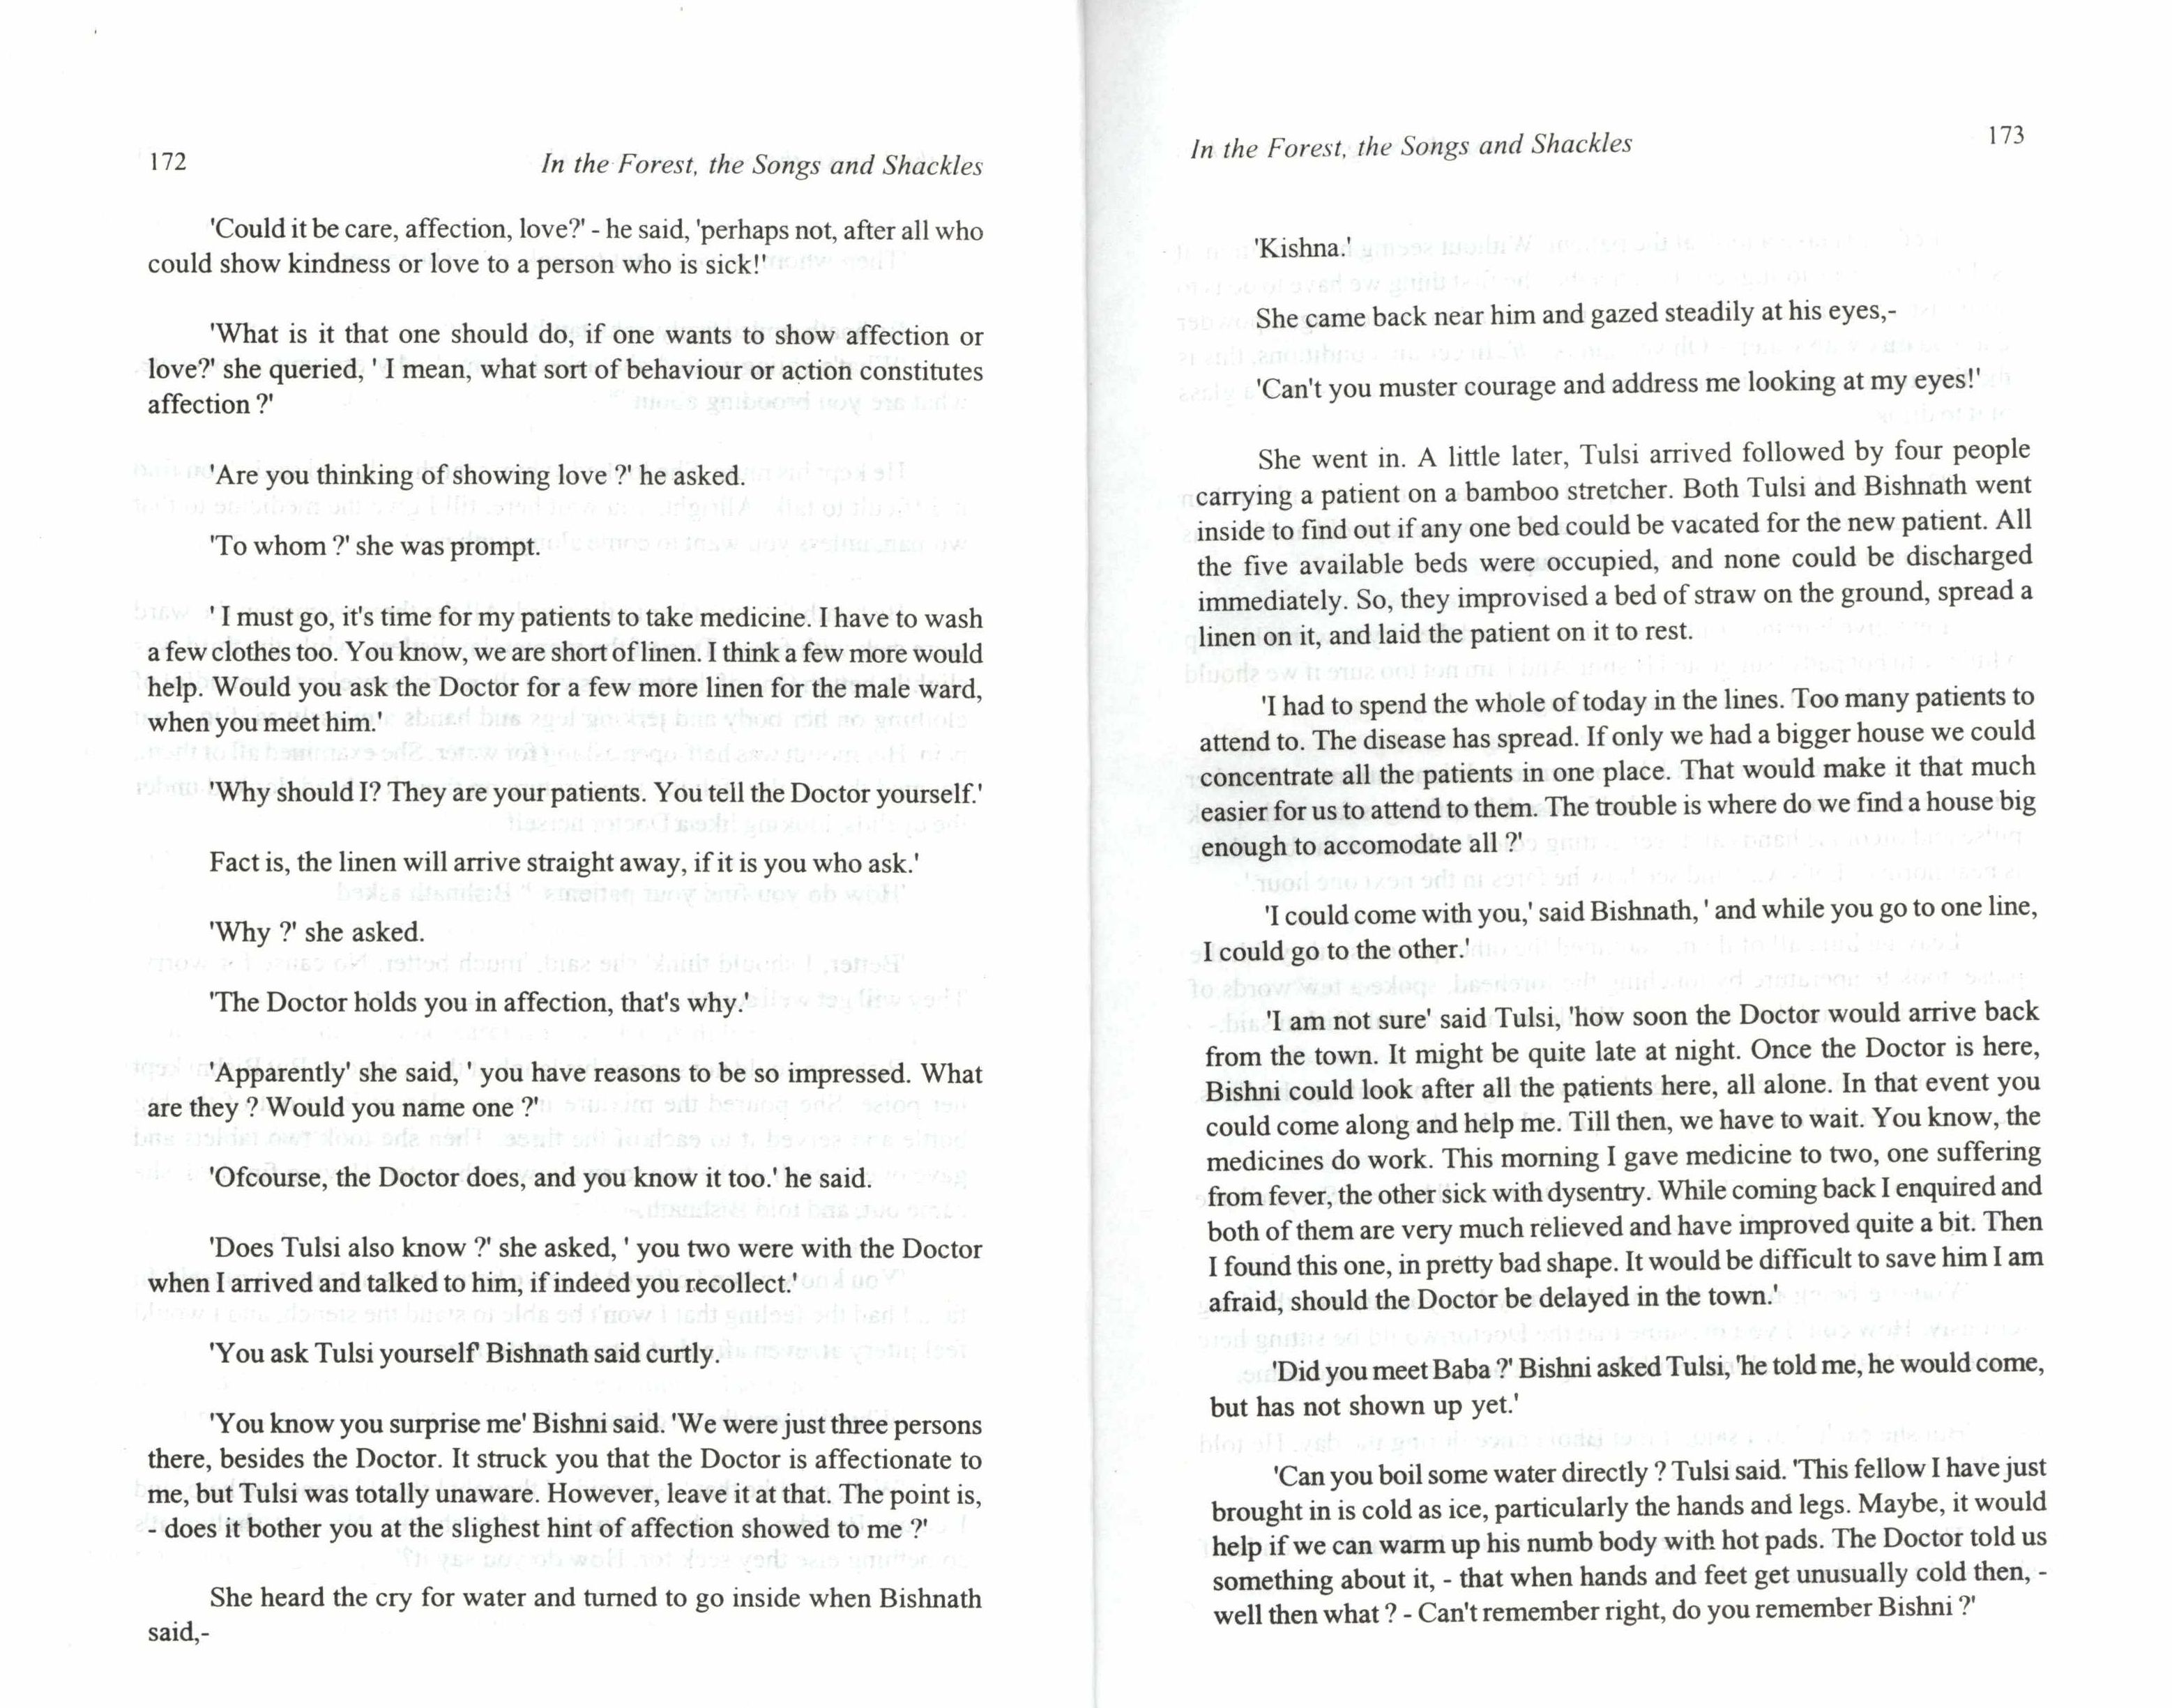 172 In the Forest, the Songs and Shackles
'Could it be care, affection, love?' - he said, 'perhaps not, after all who
could show kindness or love to a person who is sick!'
'What is it that one should do, if one wants to show affection or
love?' she queried, ' I mean, what sort of behaviour or action constitutes
affection ?'
'Are you thinking of showing love ?' he asked.
'To whom ?' she was prompt.
' I must go, it's time for my patients to take medicine. I have to wash
a few clothes too. You know, we are short of linen. I think a few more would
help. Would you ask the Doctor for a few more linen for the male ward,
when you meet him.'
'Why should I? They are your patients. You tell the Doctor yourself.'
Fact is, the linen will arrive straight away, if it is you who ask.'
'Why ?' she asked.
'The Doctor holds you in affection, that's why.'
'Apparently' she said, ' you have reasons to be so impressed. What
are they ? Would you name one ?'
'Ofcourse, the Doctor does, and you know it too.' he said.
'Does Tulsi also know ?' she asked, ' you two were with the Doctor
when I arrived and talked to him, if indeed you recollect.'
'You ask Tulsi yourself' Bishnath said curtly.
'You know you surprise me' Bishni said. 'We were just three persons
there, besides the Doctor. It struck you that the Doctor is affectionate to
me, but Tulsi was totally unaware. However, leave it at that. The point is,
- does it bother you at the slighest hint of affection showed to me ?'
She heard the cry for water and turned to go inside when Bishnath
said,-
In the Forest, the Songs and Shackles 173
'Kishna.'
She came back near him and gazed steadily at his eyes,-
'Can't you muster courage and address me looking at my eyes!'
She went in. A little later, Tulsi arrived followed by four people
carrying a patient on a bamboo stretcher. Both Tulsi and Bishnath went
inside to find out if any one bed could be vacated for the new patient. All
the five available beds were occupied, and none could be discharged
immediately. So, they improvised a bed of straw on the ground, spread a
linen on it, and laid the patient on it to rest.
'I had to spend the whole of today in the lines. Too many patients to
attend to. The disease has spread. If only we had a bigger house we could
concentrate all the patients in one place. That would make it that much
easier for us to attend to them. The trouble is where do we find a house big
enough to accomodate all ?'
'I could come with you,' said Bishnath, ' and while you go to one line,
I could go to the other.'
'I am not sure' said Tulsi, 'how soon the Doctor would arrive back
from the town. It might be quite late at night. Once the Doctor is here,
Bishni could look after all the patients here, all alone. In that event you
could come along and help me. Till then, we have to wait. You know, the
medicines do work. This morning I gave medicine to two, one suffering
from fever, the other sick with dysentry. While coming back I enquired and
both of them are very much relieved and have improved quite a bit. Then
I found this one, in pretty bad shape. It would be difficult to save him I am
afraid, should the Doctor be delayed in the town.'
'Did you meet Baba ?' Bishni asked Tulsi, 'he told me, he would come,
but has not shown up yet.'
'Can you boil some water directly ? Tulsi said. 'This fellow I have just
brought in is cold as ice, particularly the hands and legs. Maybe, it would
help if we can warm up his numb body with hot pads. The Doctor told us
something about it, - that when hands and feet get unusually cold then, -
well then what ? - Can't remember right, do you remember Bishni ?'